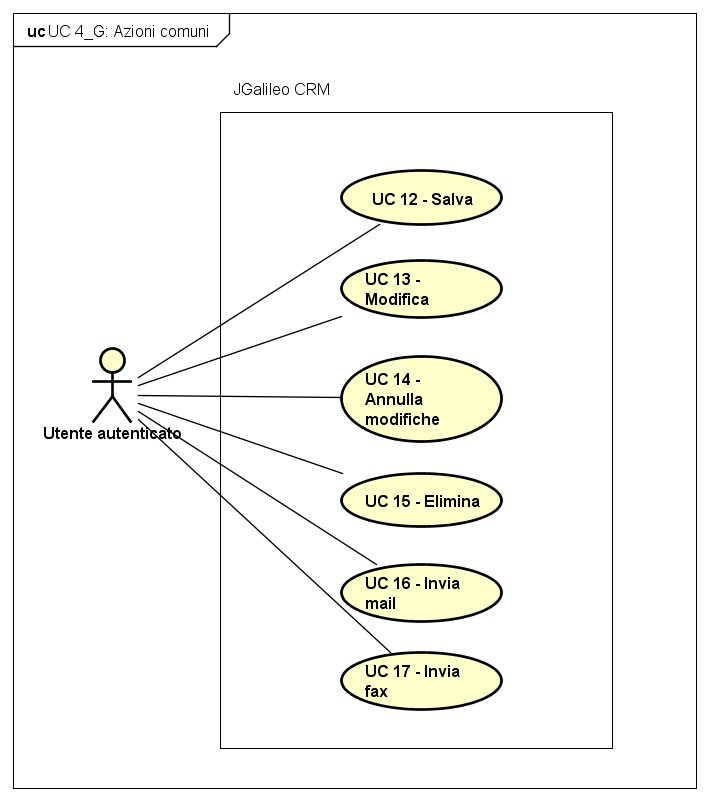 uc UC 4_G: Azioni comuni
JGalileo CRM
UC 12 - Salva
UC 13 -
Modifica
UC 14 -
Annulla
modifiche
Utente autenticato
UC 15 - Elimina
UC 16 - Invia
mail
UC 17 - Invia
fax